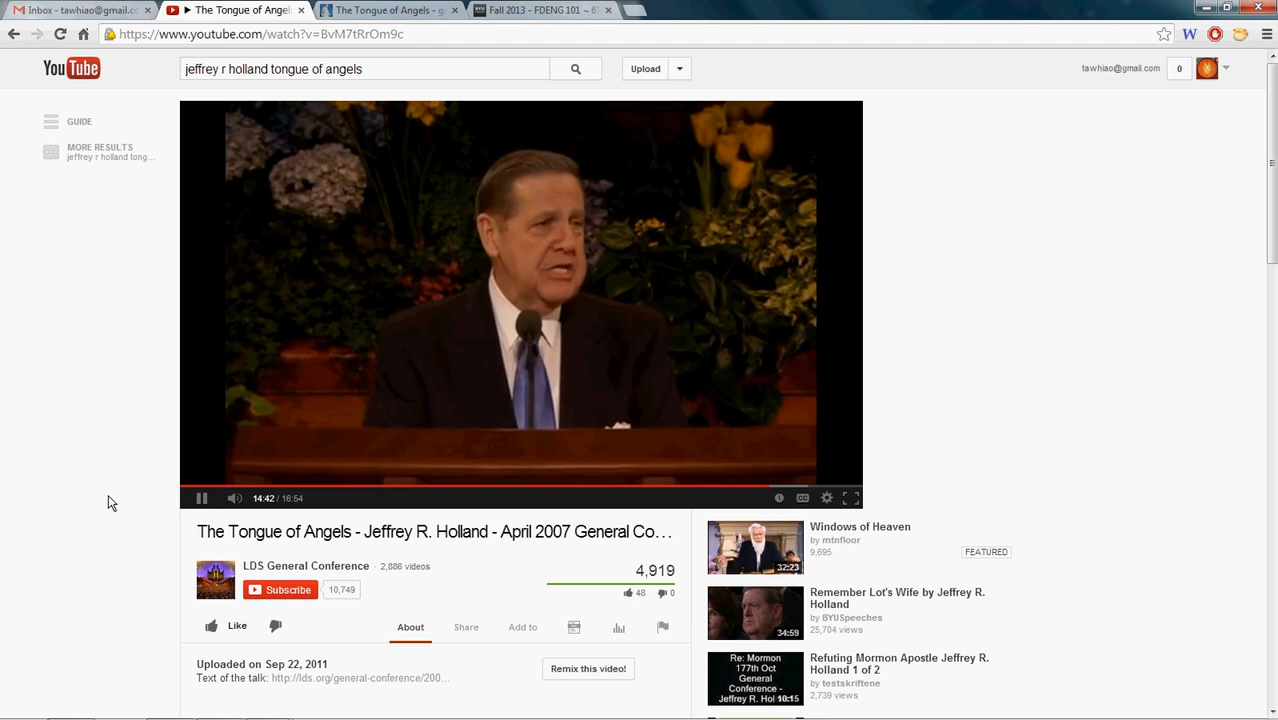 Inbox - tawhiao@gmail.c
The Tongue of Angel
The Tongue of Angels - g
Fall 2013 - FDENG 101 ~ 6
https://www.youtube.com/watch?v=BvM7tRrOm9c
W
YouTube
jeffrey r holland tongue of angels
Upload
tawhiao@gmail.com
0
GUIDE
MORE RESULTS
jeffrey r holland tong...
14:42 / 16:54
CC
The Tongue of Angels - Jeffrey R. Holland - April 2007 General Co...
LDS General Conference · 2,886 videos
Subscribe
10,749
4,919
48
0
Like
About
Share
Add to
Uploaded on Sep 22, 2011
Text of the talk: http://lds.org/general-conference/200...
Remix this video!
32:23
Windows of Heaven
by mtnfloor
9,695
FEATURED
34:59
Remember Lot's Wife by Jeffrey R.
Holland
by BYUSpeeches
25,704 views
Re: Mormon
177th Oct
General
Conference -
Jeffrey R. Hol
10:15
Refuting Mormon Apostle Jeffrey R.
Holland 1 of 2
by testskriftene
2,739 views